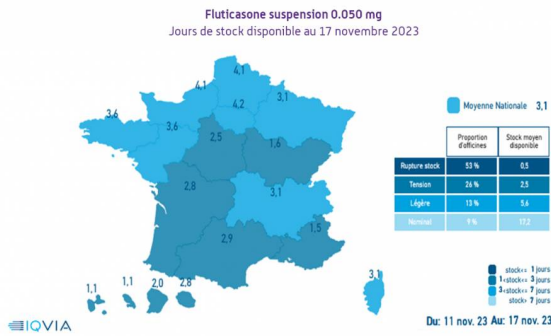 Fluticasone suspension 0.050 mg
Jours de stock disponible au 17 novembre 2023
4,1
4,1
4,2
3,1
3,6
3,6
2,5
1,6
2,8
3,1
2,9
1,5
1,1
1,1
2,0
2,8
3,1
Moyenne Nationale 3,1
Proportion d'officines
Stock moyen disponible
Rupture stock 53 % 0,5
Tension 26 % 2,5
Légère 13 % 5,6
Nominal 9 % 17,2
stock<= 1 jours
1<stock<= 3 jours
3<stock<= 7 jours
stock> 7 jours
IQVIA
Du: 11 nov. 23 Au: 17 nov. 23